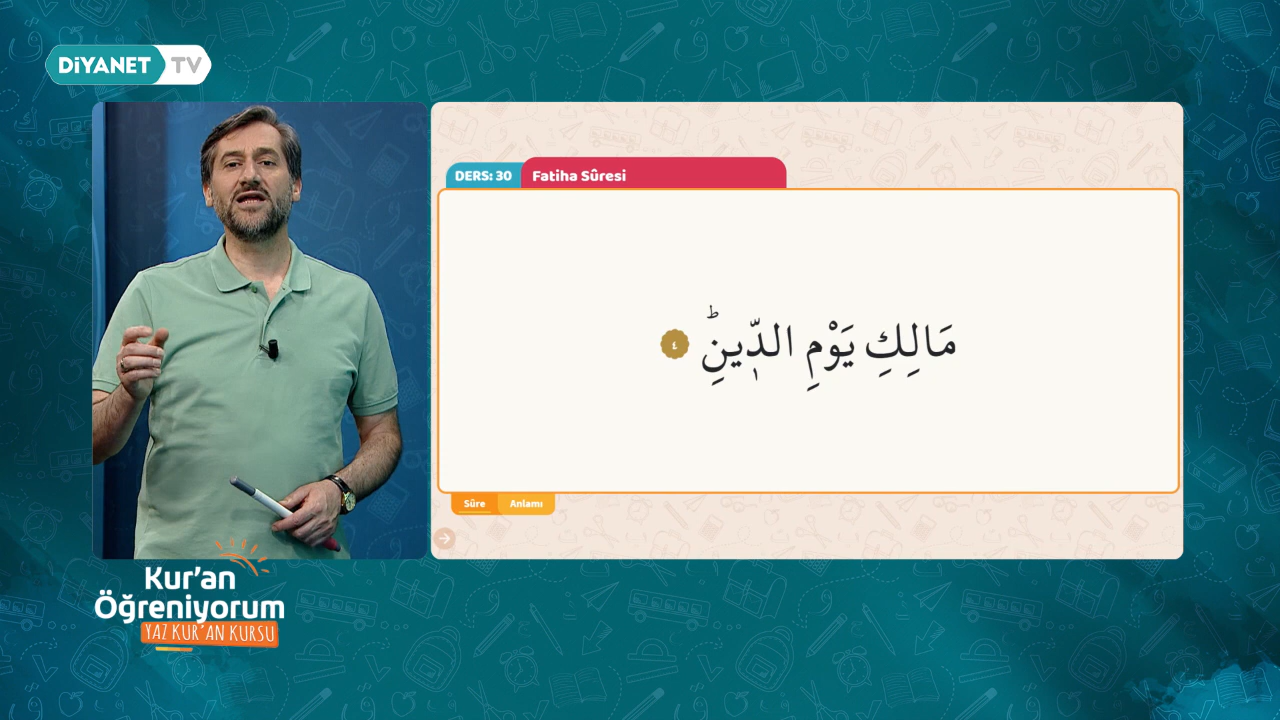 DİYANET TV
DERS: 30 Fatiha Sûresi
مَالِكِ يَوْمِ الدّ۪ينِۜ ٤
Sûre Anlamı
Kur'an
Öğreniyorum
YAZ KUR'AN KURSU